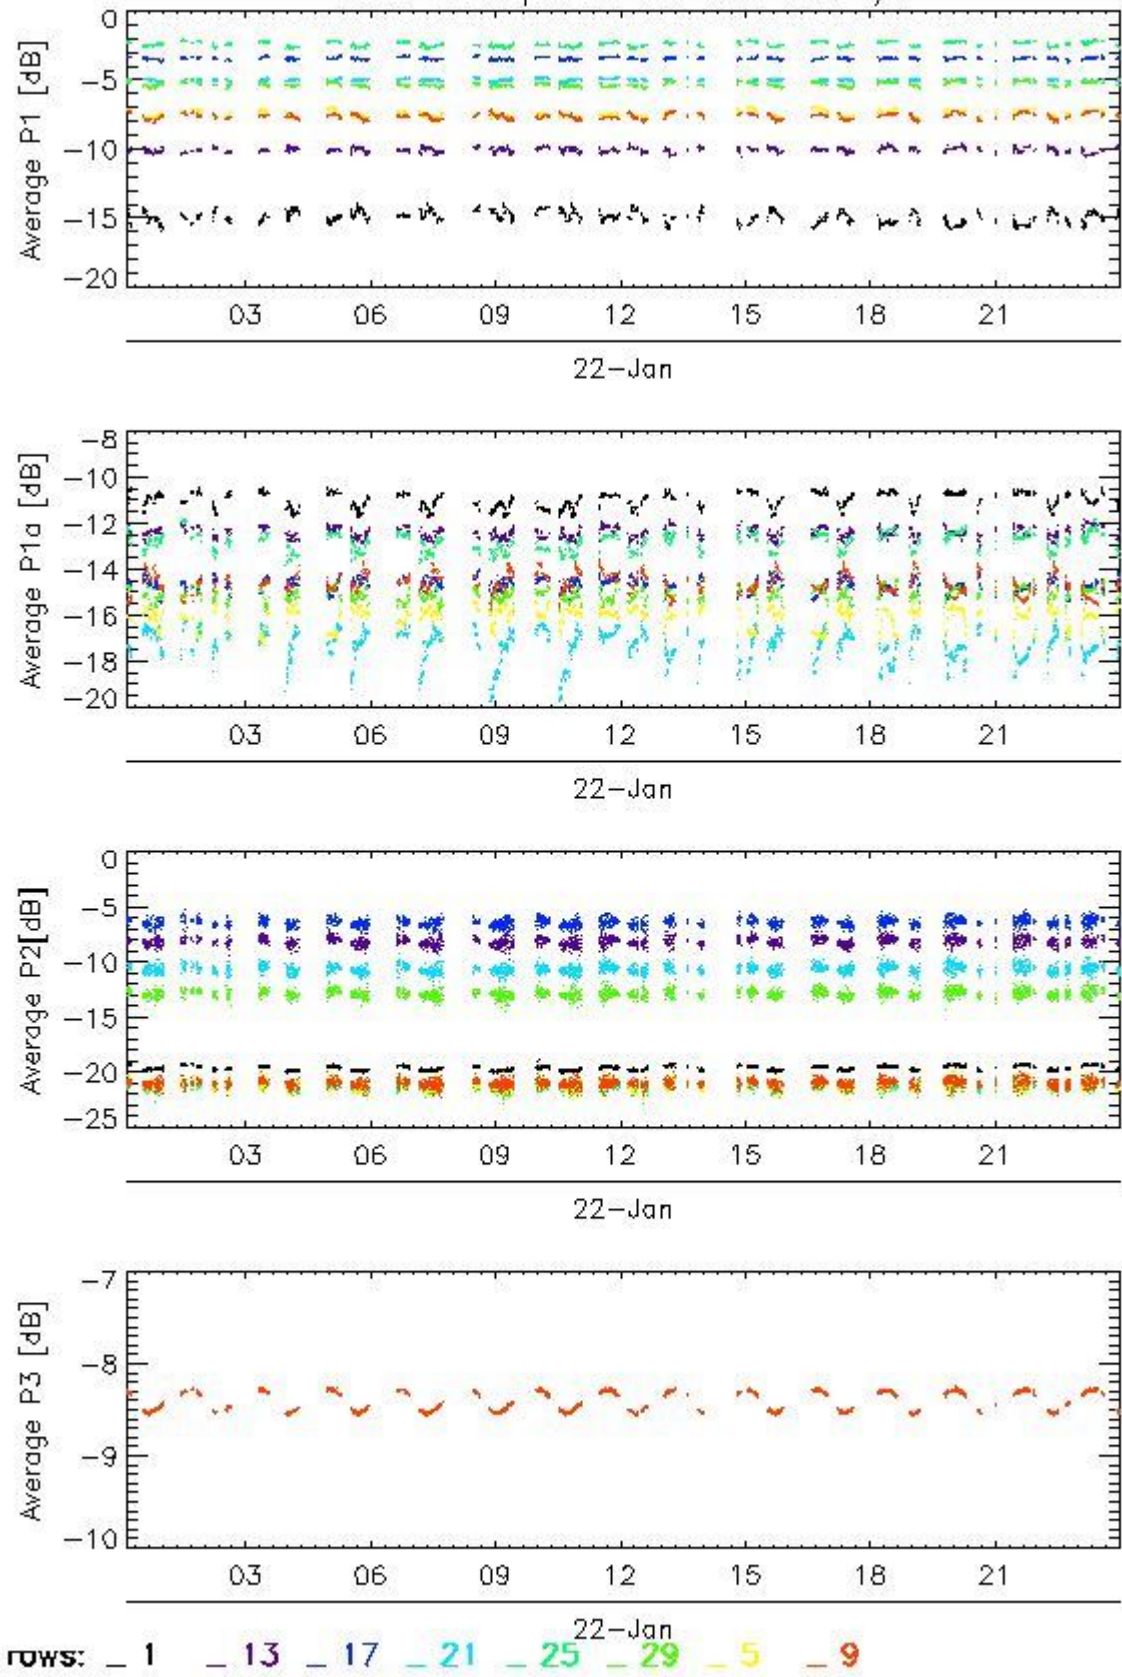 0
-5
-10
-15
-20
Average P1 [dB]
03 06 09 12 15 18 21
22-Jan
-8
-10
-12
-14
-16
-18
-20
Average P1a [dB]
03 06 09 12 15 18 21
22-Jan
0
-5
-10
-15
-20
-25
Average P2[dB]
03 06 09 12 15 18 21
22-Jan
-7
-8
-9
-10
Average P3 [dB]
03 06 09 12 15 18 21
22-Jan
rows: _ 1 _ 13 _ 17 _ 21 _ 25 _ 29 _ 5 _ 9